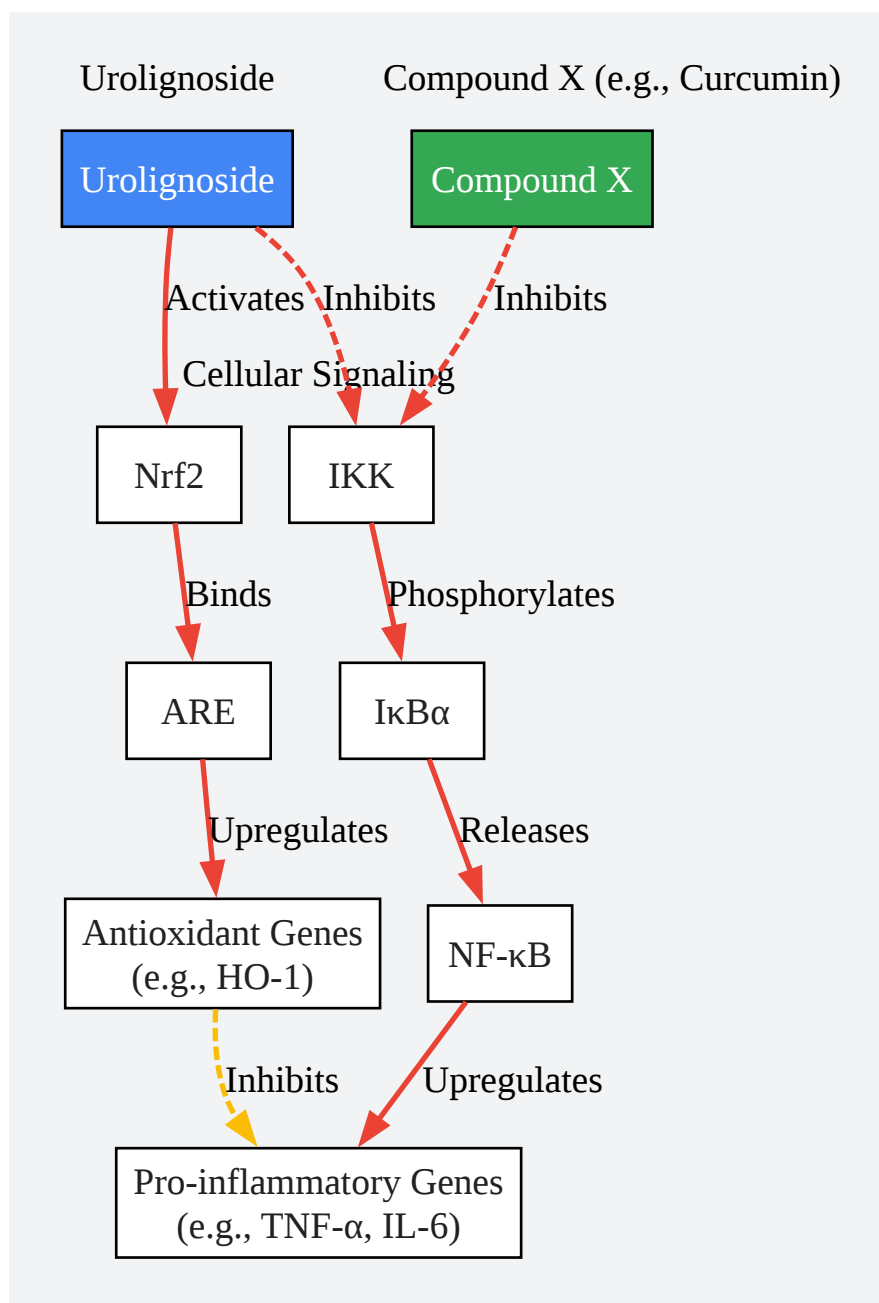 Urolignoside
Compound X (e.g., Curcumin)
Urolignoside
Compound X
Activates
Inhibits
Inhibits
Cellular Signaling
Nrf2
IKK
Binds
Phosphorylates
ARE
IκBα
Upregulates
Releases
Antioxidant Genes
(e.g., HO-1)
NF-κB
Inhibits
Upregulates
Pro-inflammatory Genes
(e.g., TNF-α, IL-6)